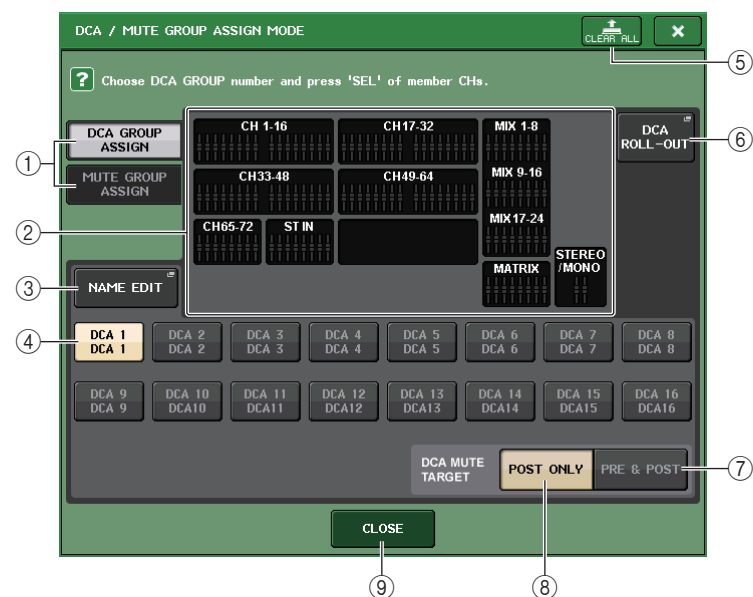 DCA / MUTE GROUP ASSIGN MODE
CLEAR ALL
⑤
? Choose DCA GROUP number and press 'SEL' of member CHs.
①
DCA GROUP
ASSIGN
MUTE GROUP
ASSIGN
②
CH 1-16
CH17-32
MIX 1-8
CH33-48
CH49-64
MIX 9-16
CH65-72
ST IN
MIX17-24
MATRIX
STEREO
/MONO
DCA
ROLL-OUT
⑥
③
NAME EDIT
④
DCA 1
DCA 1
DCA 2
DCA 2
DCA 3
DCA 3
DCA 4
DCA 4
DCA 5
DCA 5
DCA 6
DCA 6
DCA 7
DCA 7
DCA 8
DCA 8
DCA 9
DCA 9
DCA 10
DCA10
DCA 11
DCA11
DCA 12
DCA12
DCA 13
DCA13
DCA 14
DCA14
DCA 15
DCA15
DCA 16
DCA16
DCA MUTE
TARGET
POST ONLY
PRE & POST
⑦
CLOSE
⑨
⑧